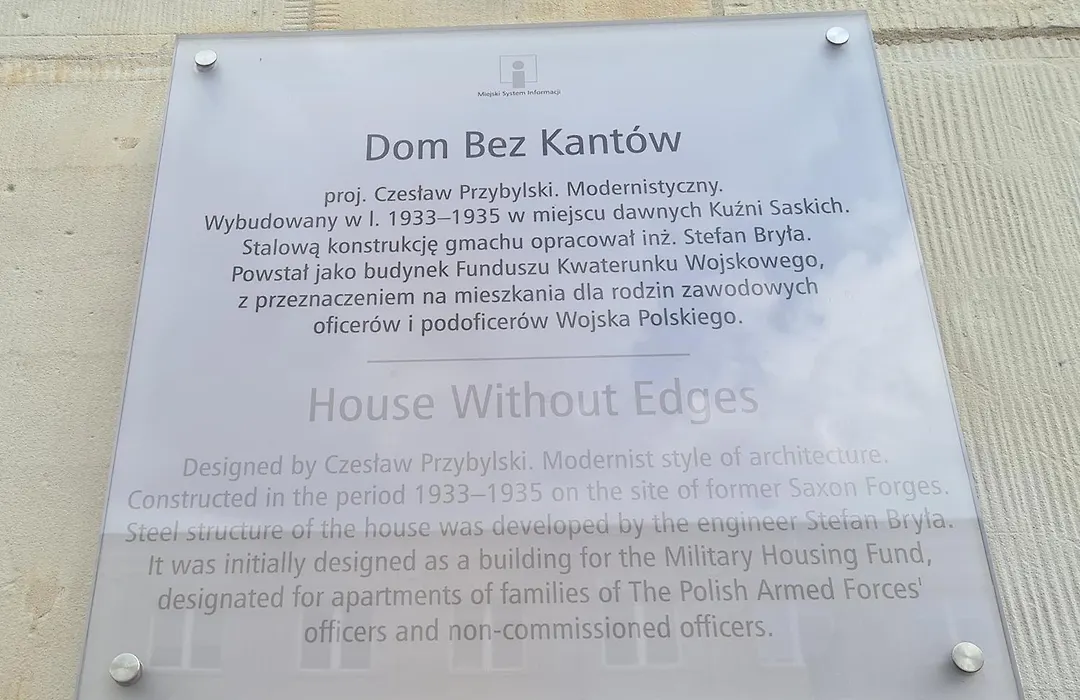 Miejski System Informacji
Dom Bez Kantów
proj. Czesław Przybylski. Modernistyczny.
Wybudowany w l. 1933–1935 w miejscu dawnych Kuźni Saskich.
Stalową konstrukcję gmachu opracował inż. Stefan Bryła.
Powstał jako budynek Funduszu Kwaterunku Wojskowego,
z przeznaczeniem na mieszkania dla rodzin zawodowych
oficerów i podoficerów Wojska Polskiego.
House Without Edges
Designed by Czesław Przybylski. Modernist style of architecture.
Constructed in the period 1933–1935 on the site of former Saxon Forges.
Steel structure of the house was developed by the engineer Stefan Bryła.
It was initially designed as a building for the Military Housing Fund,
designated for apartments of families of The Polish Armed Forces'
officers and non-commissioned officers.